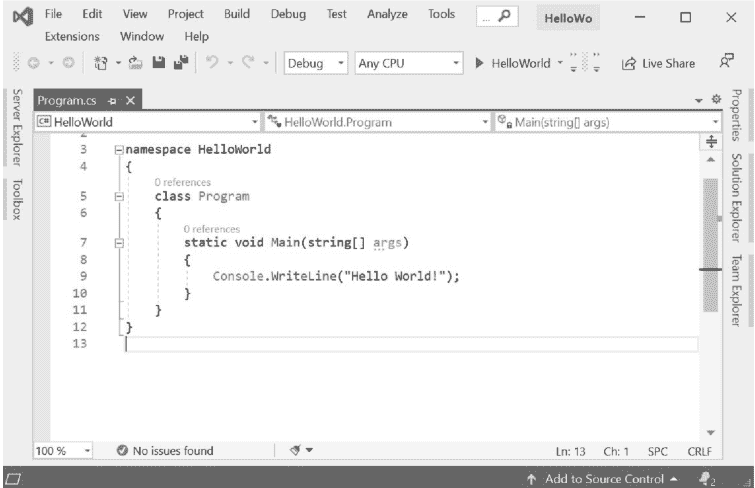 File Edit View Project Build Debug Test Analyze Tools ... HelloWo
Extensions Window Help
Debug Any CPU HelloWorld Live Share
Server Explorer
Toolbox
Program.cs
C# HelloWorld HelloWorld.Program Main(string[] args)
3 namespace HelloWorld
4 {
0 references
5 class Program
6 {
0 references
7 static void Main(string[] args)
8 {
9 Console.WriteLine("Hello World!");
10 }
11 }
12 }
13
Properties
Solution Explorer
Team Explorer
100 % No issues found Ln: 13 Ch: 1 SPC CRLF
Add to Source Control 2